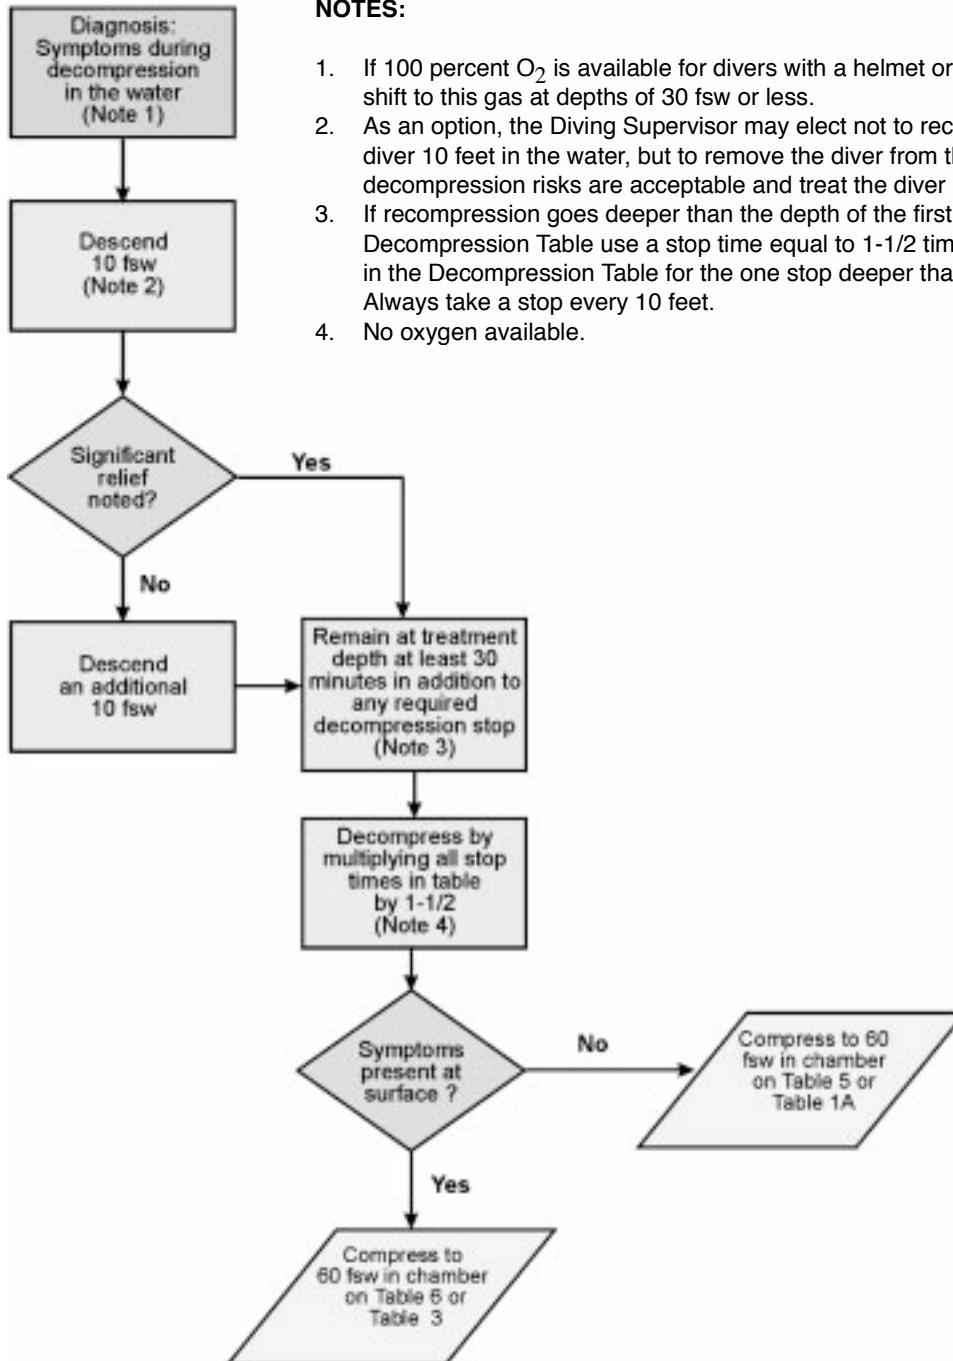 NOTES:
1. If 100 percent O2 is available for divers with a helmet or
shift to this gas at depths of 30 fsw or less.
2. As an option, the Diving Supervisor may elect not to rec
diver 10 feet in the water, but to remove the diver from t
decompression risks are acceptable and treat the diver
3. If recompression goes deeper than the depth of the first
Decompression Table use a stop time equal to 1-1/2 tim
in the Decompression Table for the one stop deeper tha
Always take a stop every 10 feet.
4. No oxygen available.
Diagnosis:
Symptoms during
decompression
in the water
(Note 1)
Descend
10 fsw
(Note 2)
Significant
relief
noted?
Yes
No
Descend
an additional
10 fsw
Remain at treatment
depth at least 30
minutes in addition to
any required
decompression stop
(Note 3)
Decompress by
multiplying all stop
times in table
by 1-1/2
(Note 4)
Symptoms
present at
surface ?
No
Compress to 60
fsw in chamber
on Table 5 or
Table 1A
Yes
Compress to
60 fsw in chamber
on Table 6 or
Table 3